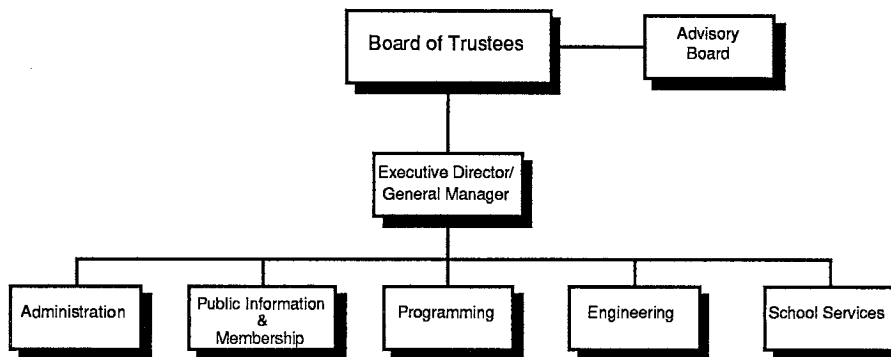 Board of Trustees
Advisory
Board
Executive Director/
General Manager
Administration
Public Information
&
Membership
Programming
Engineering
School Services